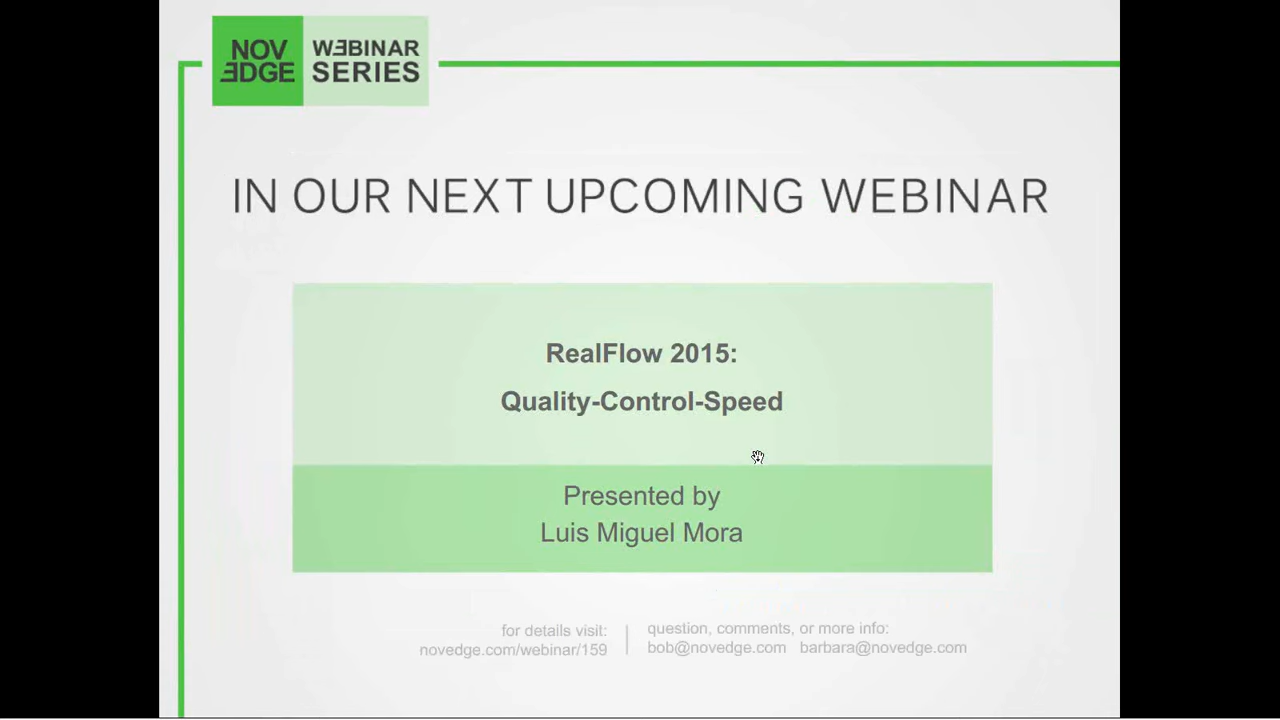 NOV
EDGE
WEBINAR
SERIES
IN OUR NEXT UPCOMING WEBINAR
RealFlow 2015:
Quality-Control-Speed
Presented by
Luis Miguel Mora
for details visit:
novedge.com/webinar/159
question, comments, or more info:
bob@novedge.com barbara@novedge.com